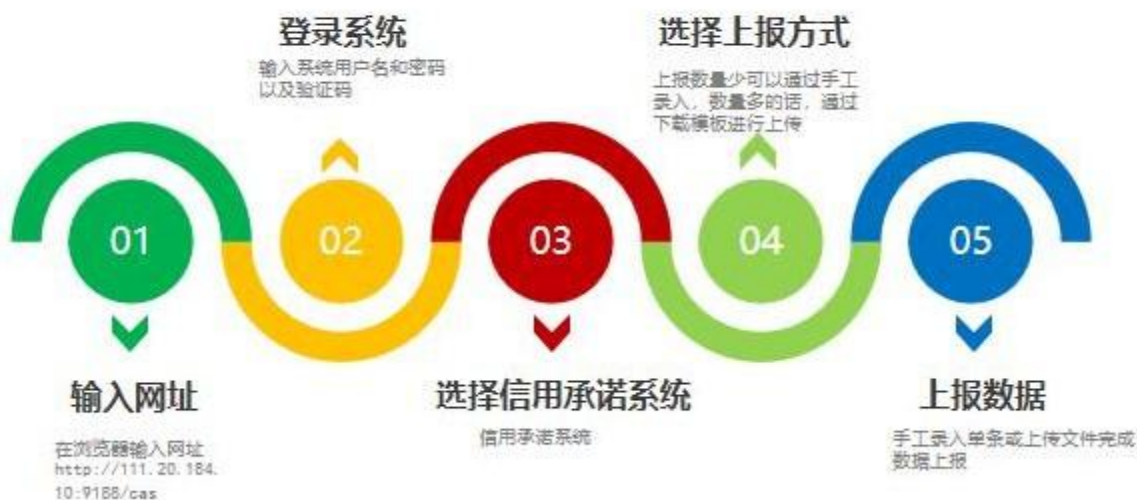 登录系统
输入系统用户名和密码
以及验证码
选择上报方式
上报数量少可以通过手工
录入，数量多的话，通过
下载模板进行上传
01
02
03
04
05
输入网址
在浏览器输入网址
http://111.20.184.
10:9188/cas
选择信用承诺系统
信用承诺系统
上报数据
手工录入单条或上传文件完成
数据上报